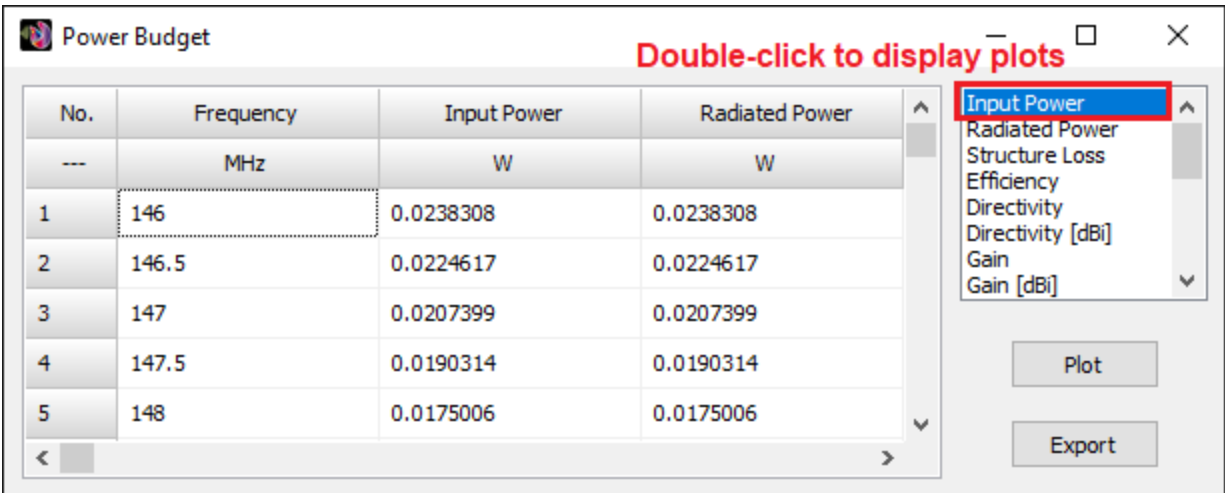 Power Budget
Double-click to display plots
No. Frequency Input Power Radiated Power
--- MHz W W
1 146 0.0238308 0.0238308
2 146.5 0.0224617 0.0224617
3 147 0.0207399 0.0207399
4 147.5 0.0190314 0.0190314
5 148 0.0175006 0.0175006
Input Power
Radiated Power
Structure Loss
Efficiency
Directivity
Directivity [dBi]
Gain
Gain [dBi]
Plot
Export